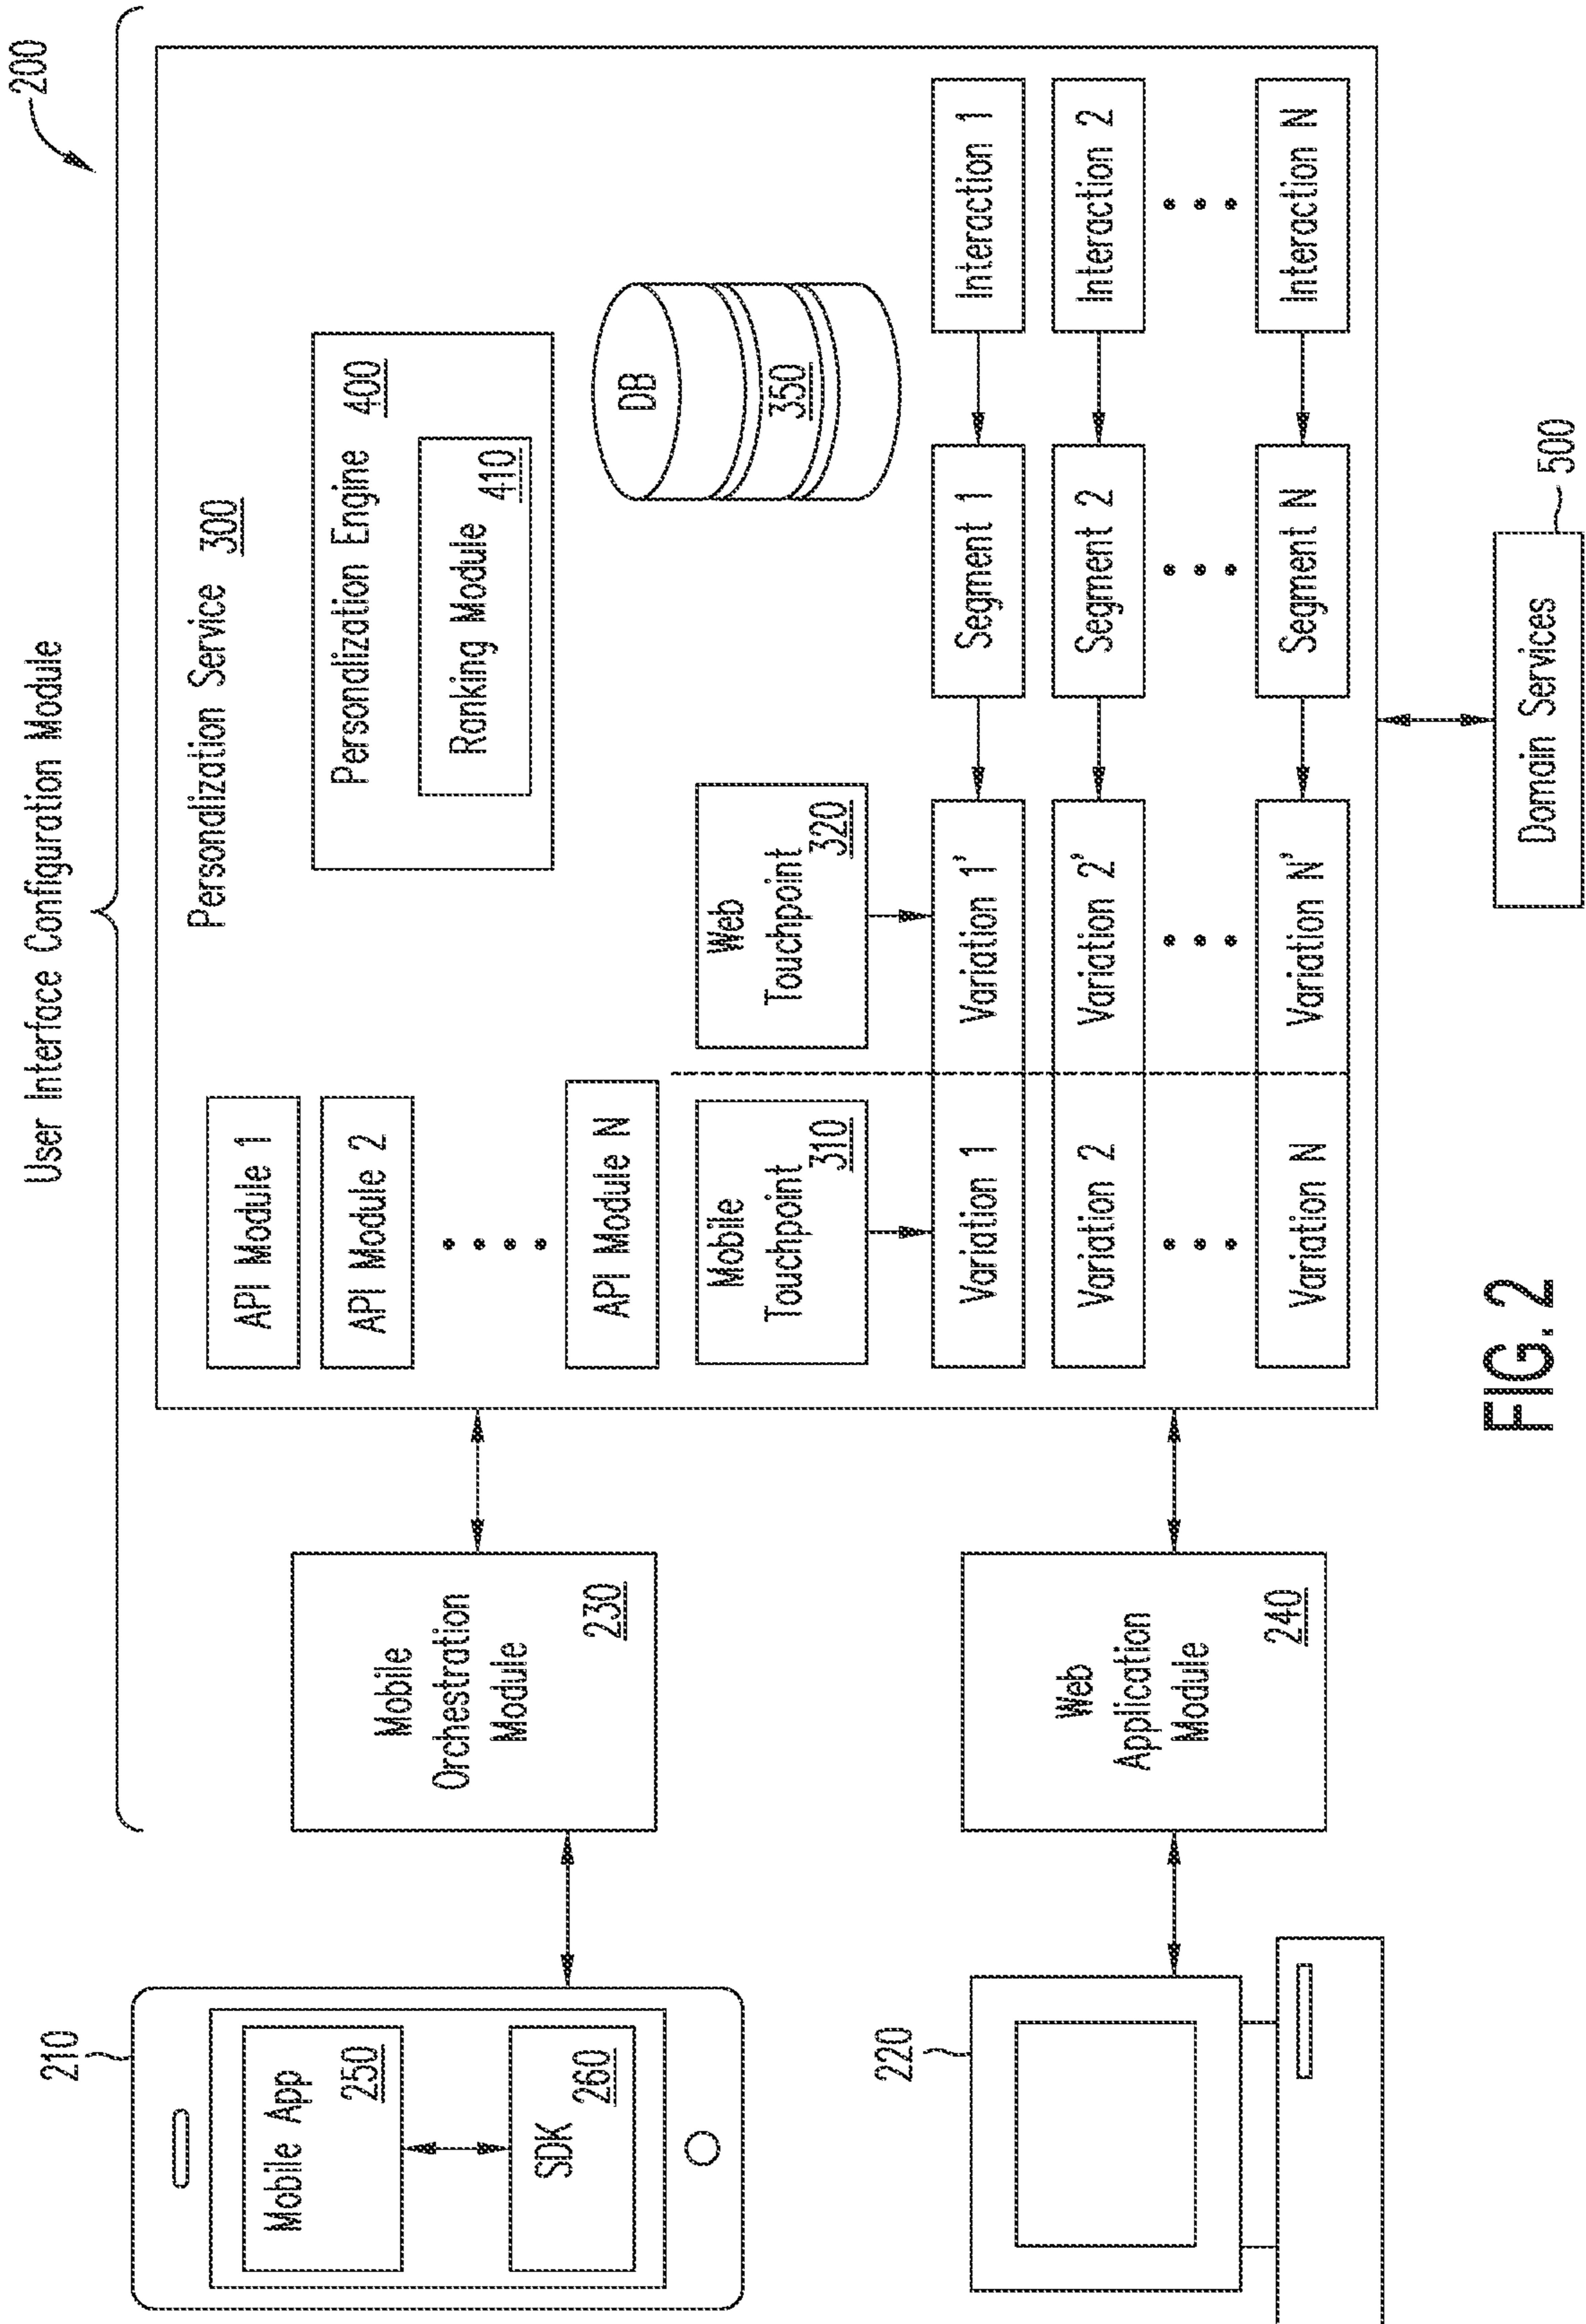 User Interface Configuration Module
200
210
Mobile App
250
SDK
260
Mobile
Orchestration
Module
230
220
Web
Application
Module
240
Personalization Service 300
API Module 1
API Module 2
API Module N
Personalization Engine 400
Ranking Module
410
DB
350
Mobile
Touchpoint
310
Web
Touchpoint
320
Variation 1
Variation 1'
Segment 1
Interaction 1
Variation 2
Variation 2'
Segment 2
Interaction 2
Variation N
Variation N'
Segment N
Interaction N
Domain Services
500
FIG. 2